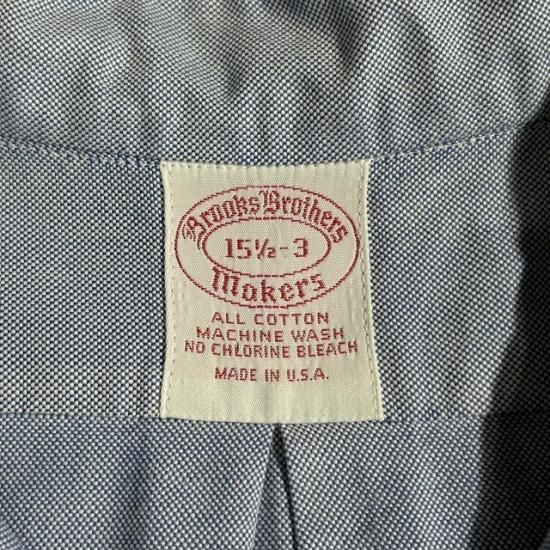 Brooks Brothers
15½-3
Makers
ALL COTTON
MACHINE WASH
NO CHLORINE BLEACH
MADE IN U.S.A.